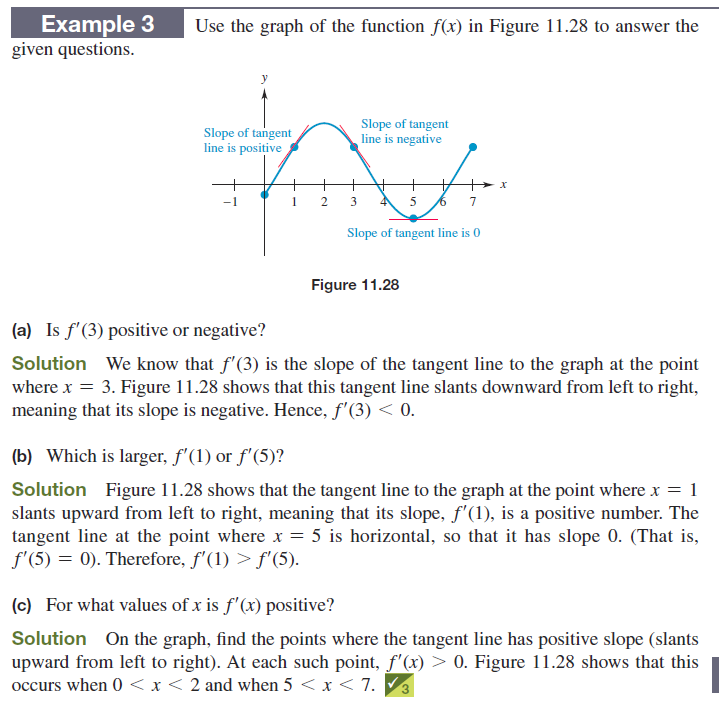 Example 3 Use the graph of the function f(x) in Figure 11.28 to answer the
given questions.
y
Slope of tangent
line is positive
Slope of tangent
line is negative
x
−1 1 2 3 4 5 6 7
Slope of tangent line is 0
Figure 11.28
(a) Is f′(3) positive or negative?
Solution We know that f′(3) is the slope of the tangent line to the graph at the point
where x = 3. Figure 11.28 shows that this tangent line slants downward from left to right,
meaning that its slope is negative. Hence, f′(3) < 0.
(b) Which is larger, f′(1) or f′(5)?
Solution Figure 11.28 shows that the tangent line to the graph at the point where x = 1
slants upward from left to right, meaning that its slope, f′(1), is a positive number. The
tangent line at the point where x = 5 is horizontal, so that it has slope 0. (That is,
f′(5) = 0). Therefore, f′(1) > f′(5).
(c) For what values of x is f′(x) positive?
Solution On the graph, find the points where the tangent line has positive slope (slants
upward from left to right). At each such point, f′(x) > 0. Figure 11.28 shows that this
occurs when 0 < x < 2 and when 5 < x < 7. ✓3